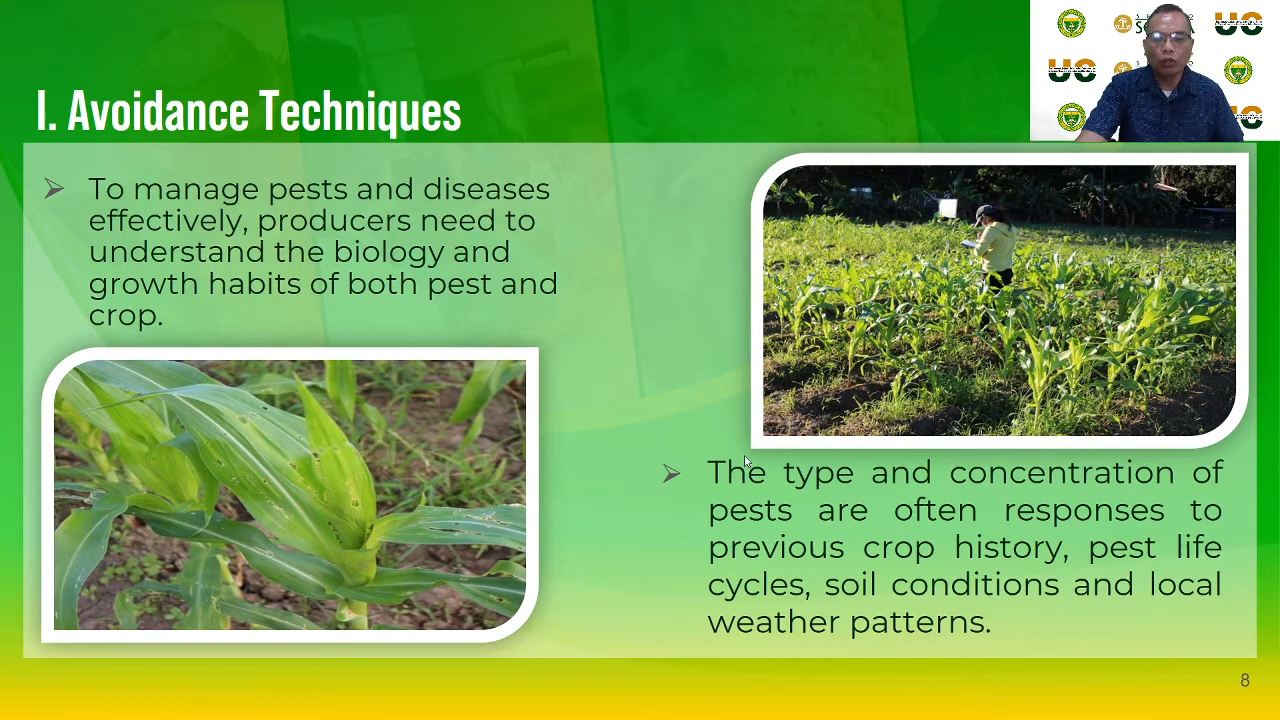 I. Avoidance Techniques
➢ To manage pests and diseases
effectively, producers need to
understand the biology and
growth habits of both pest and
crop.
➢ The type and concentration of
pests are often responses to
previous crop history, pest life
cycles, soil conditions and local
weather patterns.
8